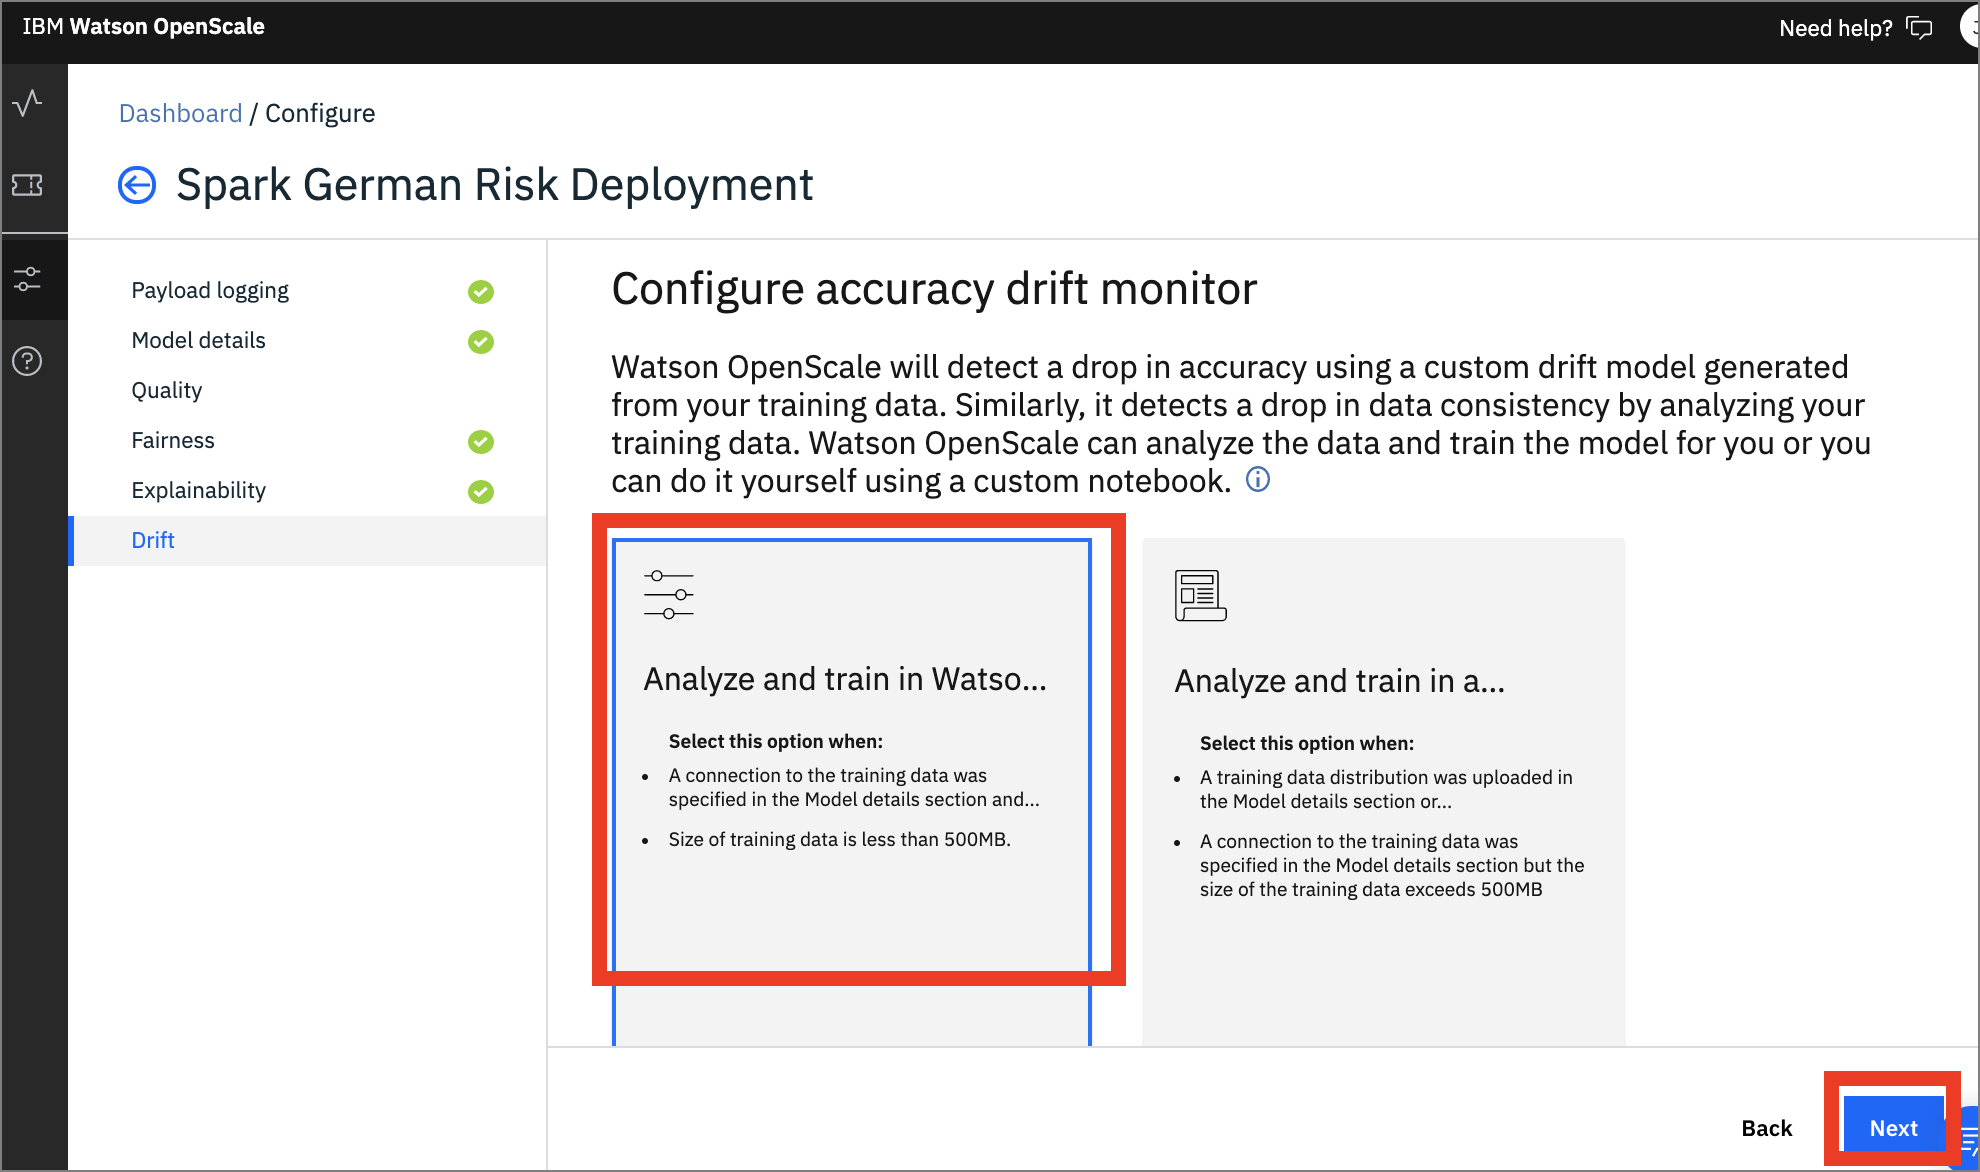 IBM Watson OpenScale
Need help?
Dashboard / Configure
Spark German Risk Deployment
Payload logging
Model details
Quality
Fairness
Explainability
Drift
Configure accuracy drift monitor
Watson OpenScale will detect a drop in accuracy using a custom drift model generated
from your training data. Similarly, it detects a drop in data consistency by analyzing your
training data. Watson OpenScale can analyze the data and train the model for you or you
can do it yourself using a custom notebook.
Analyze and train in Watso...
Select this option when:
• A connection to the training data was
specified in the Model details section and...
• Size of training data is less than 500MB.
Analyze and train in a...
Select this option when:
• A training data distribution was uploaded in
the Model details section or...
• A connection to the training data was
specified in the Model details section but the
size of the training data exceeds 500MB
Back
Next